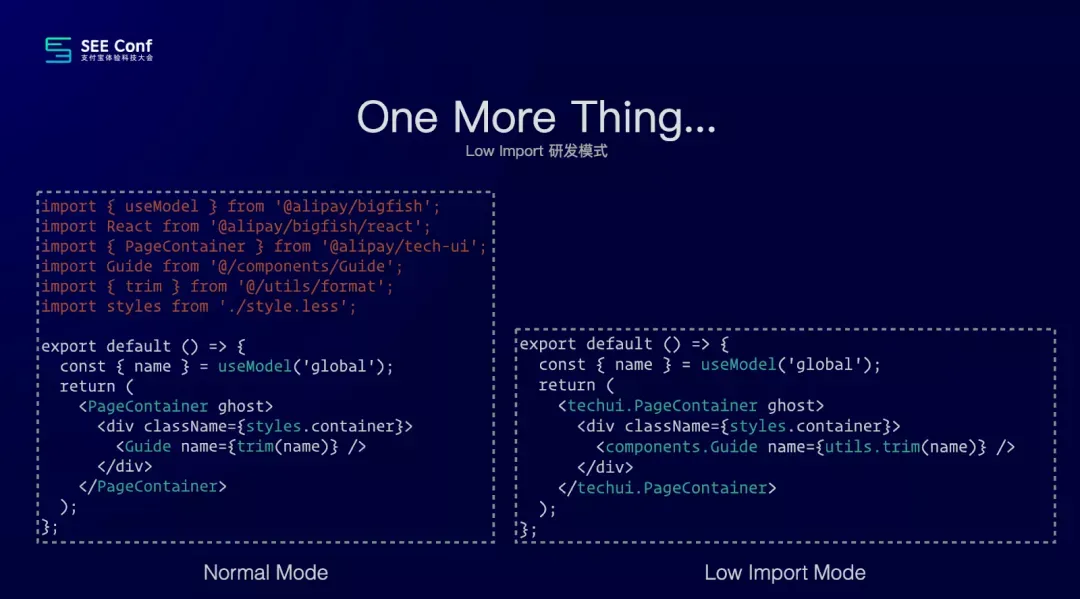 SEE Conf
支付宝体验科技大会
One More Thing...
Low Import 研发模式
import { useModel } from '@alipay/bigfish';
import React from '@alipay/bigfish/react';
import { PageContainer } from '@alipay/tech-ui';
import Guide from '@/components/Guide';
import { trim } from '@/utils/format';
import styles from './style.less';
export default () => {
  const { name } = useModel('global');
  return (
    <PageContainer ghost>
      <div className={styles.container}>
        <Guide name={trim(name)} />
      </div>
    </PageContainer>
  );
};
Normal Mode
export default () => {
  const { name } = useModel('global');
  return (
    <techui.PageContainer ghost>
      <div className={styles.container}>
        <components.Guide name={utils.trim(name)} />
      </div>
    </techui.PageContainer>
  );
};
Low Import Mode